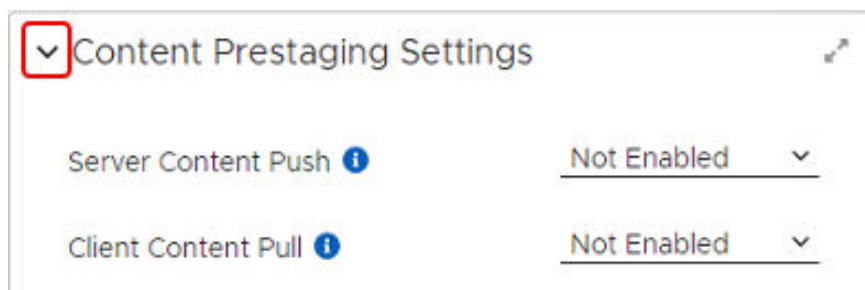 Content Prestaging Settings
Server Content Push Not Enabled
Client Content Pull Not Enabled